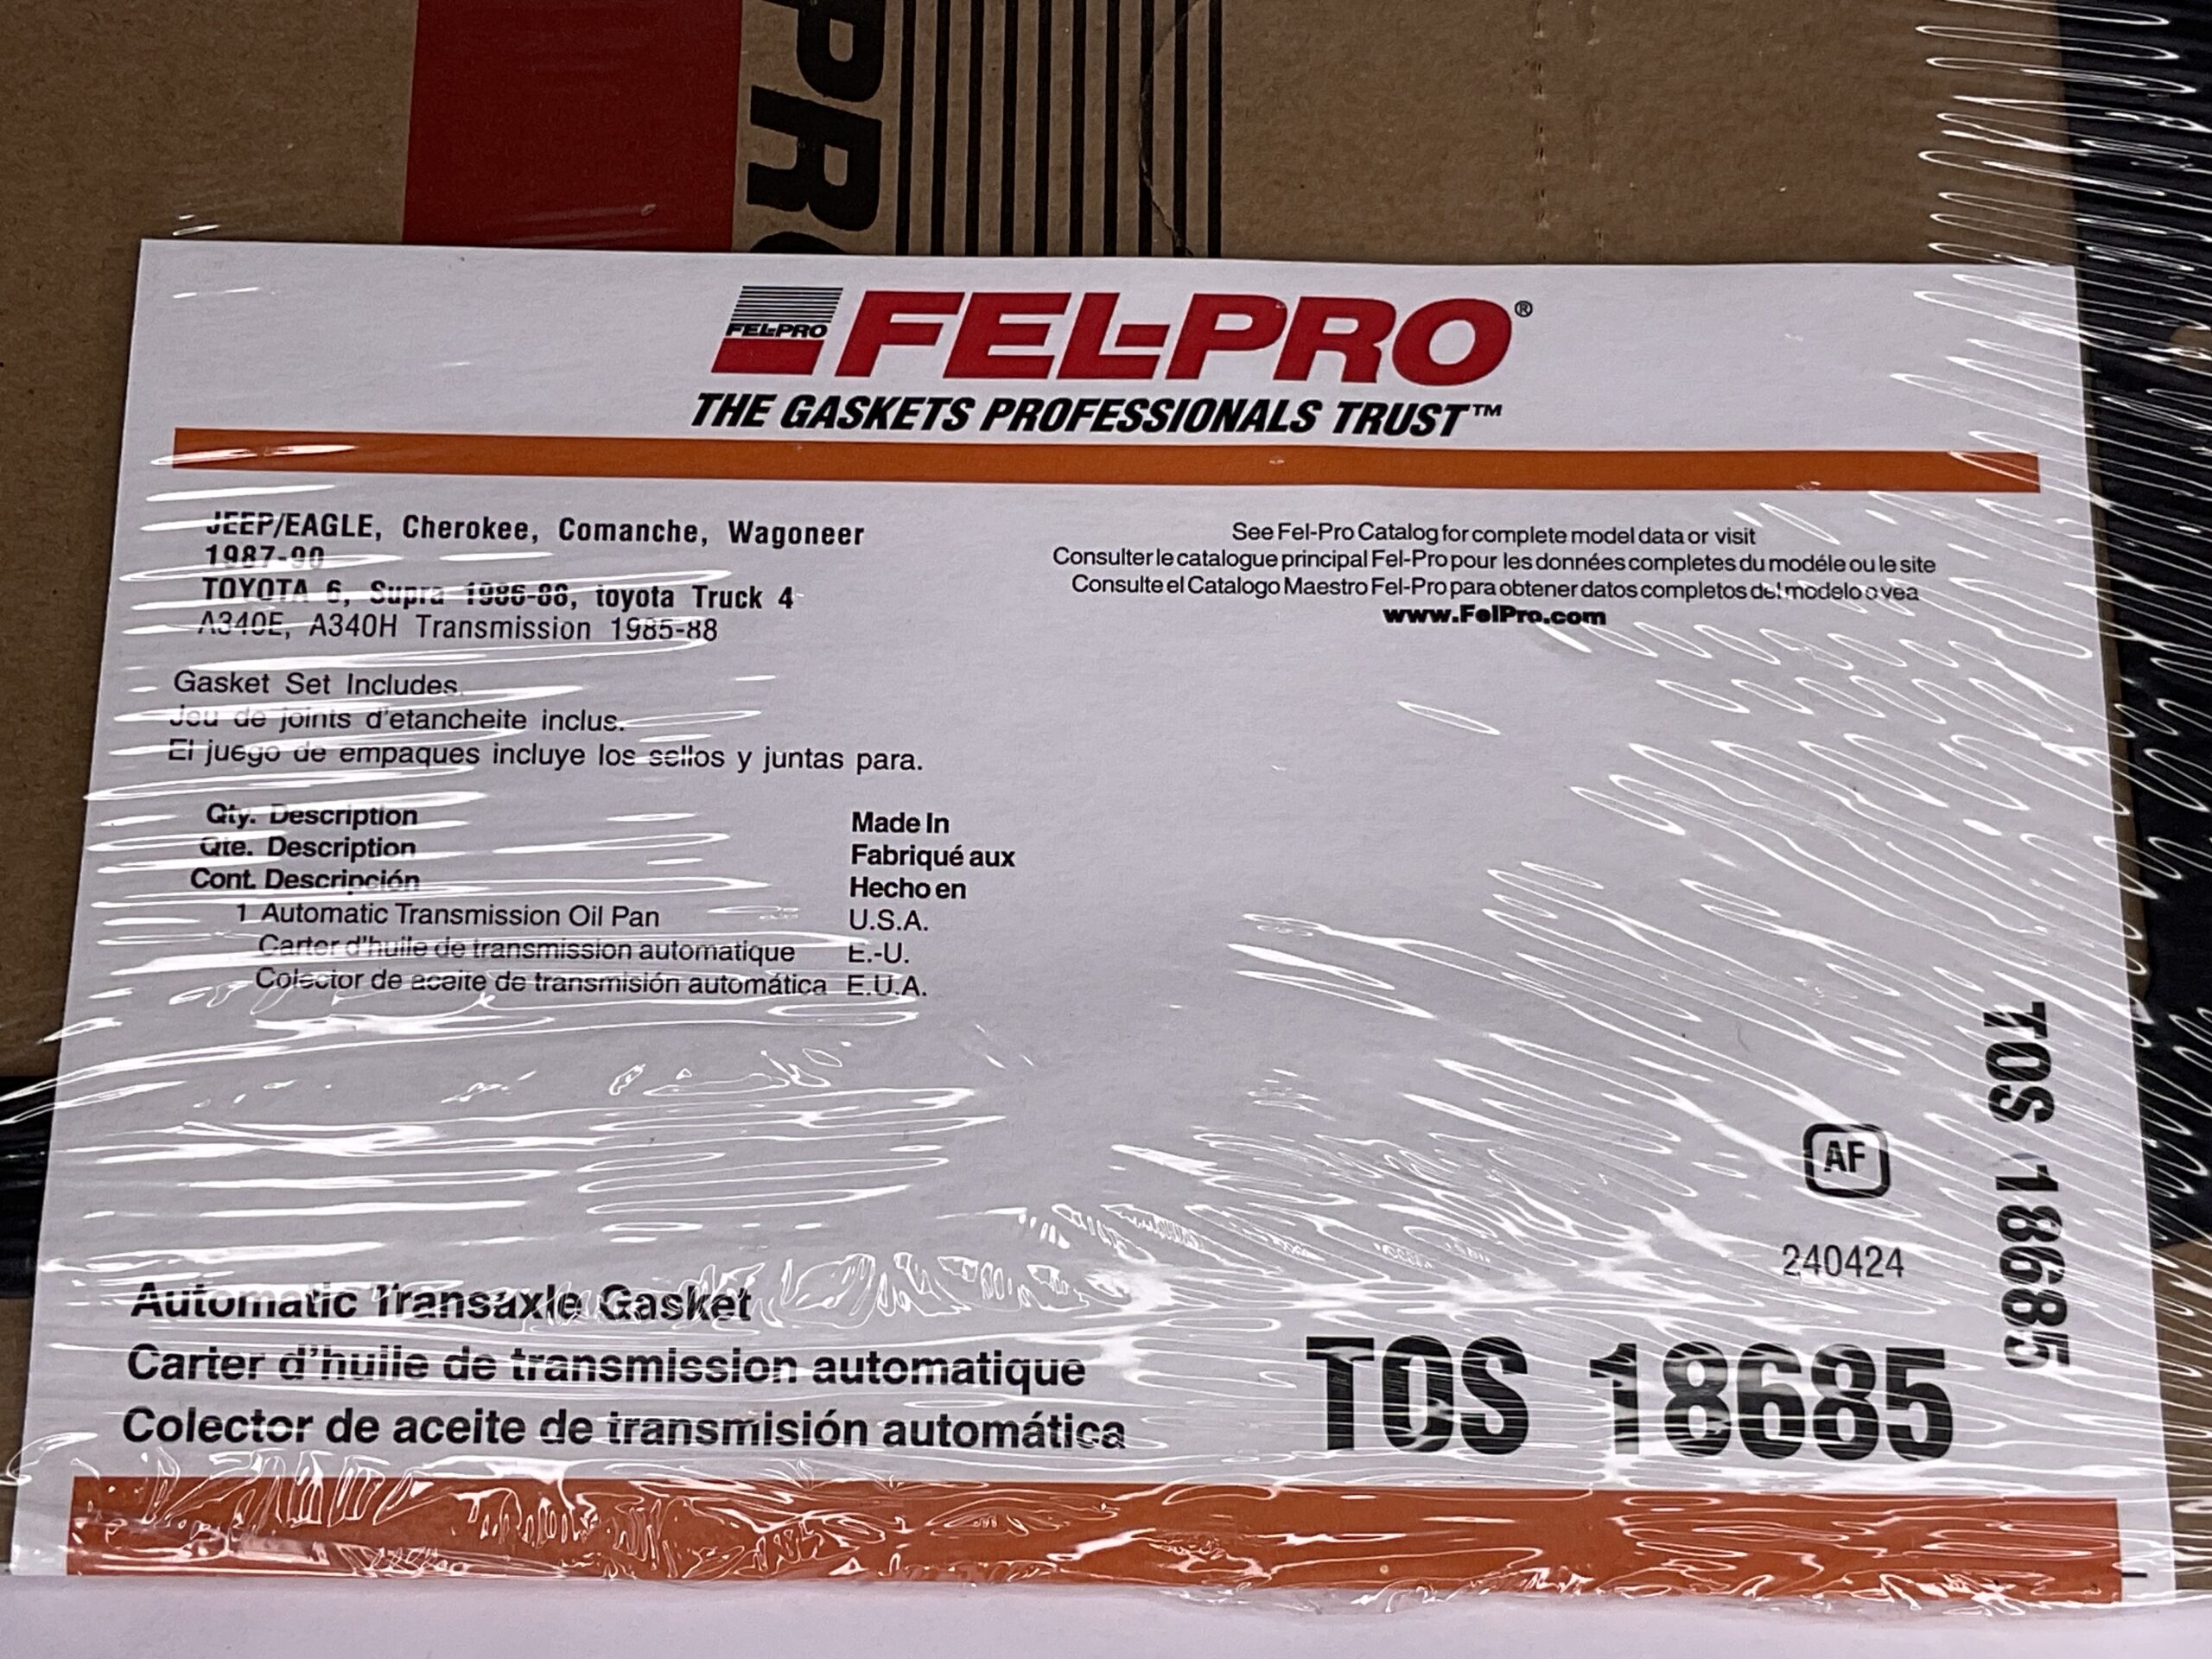 PRO
FEL-PRO
FEL-PRO®
THE GASKETS PROFESSIONALS TRUST™
JEEP/EAGLE, Cherokee, Comanche, Wagoneer
1987-90
TOYOTA 6, Supra 1986-88, toyota Truck 4
A340E, A340H Transmission 1985-88
See Fel-Pro Catalog for complete model data or visit
Consulter le catalogue principal Fel-Pro pour les données completes du modéle ou le site
Consulte el Catalogo Maestro Fel-Pro para obtener datos completos del modelo o vea
www.FelPro.com
Gasket Set Includes.
Jeu de joints d'etancheite inclus.
El juego de empaques incluye los sellos y juntas para.
Qty. Description Made In
Qte. Description Fabriqué aux
Cont. Descripción Hecho en
1 Automatic Transmission Oil Pan U.S.A.
Carter d'huile de transmission automatique E.-U.
Colector de aceite de transmisión automática E.U.A.
TOS 18685
AF
240424
Automatic Transaxle Gasket
Carter d'huile de transmission automatique
Colector de aceite de transmisión automática
TOS 18685